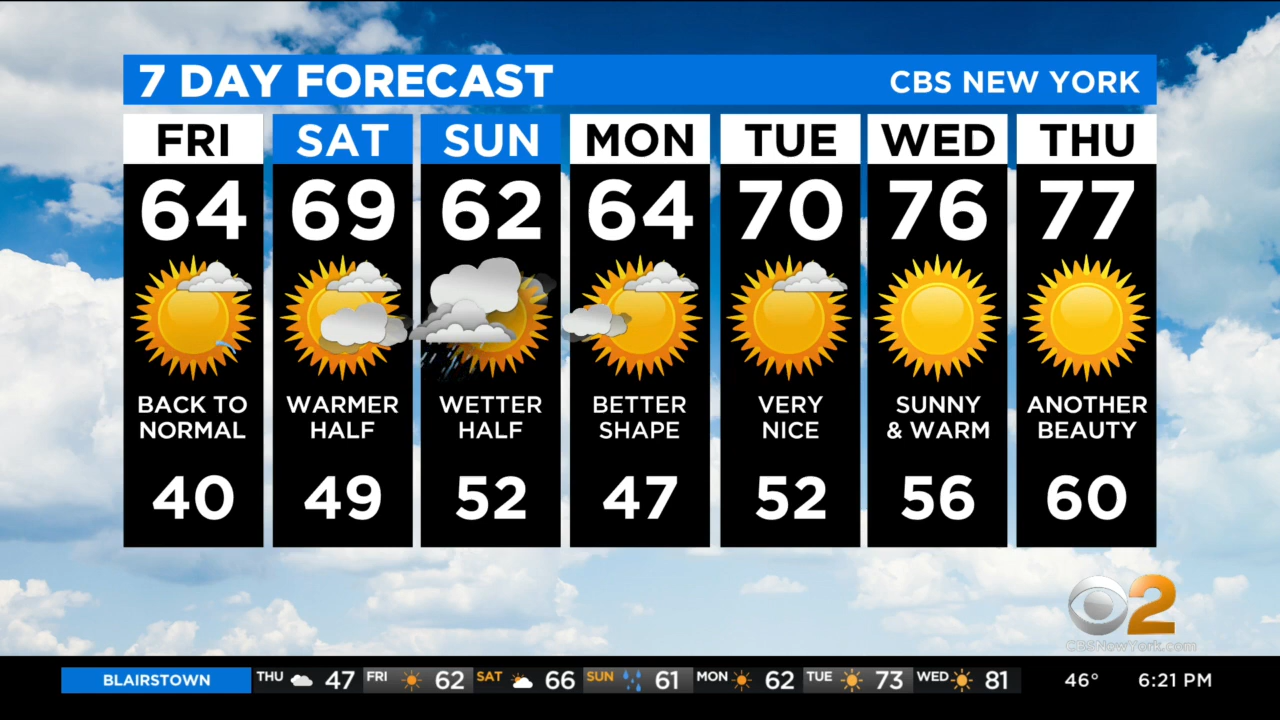 7 DAY FORECAST
CBS NEW YORK
FRI SAT SUN MON TUE WED THU
64 69 62 64 70 76 77
BACK TO NORMAL
WARMER HALF
WETTER HALF
BETTER SHAPE
VERY NICE
SUNNY & WARM
ANOTHER BEAUTY
40 49 52 47 52 56 60
2
CBSNewYork.com
BLAIRSTOWN THU 47 FRI 62 SAT 66 SUN 61 MON 62 TUE 73 WED 81 46° 6:21 PM